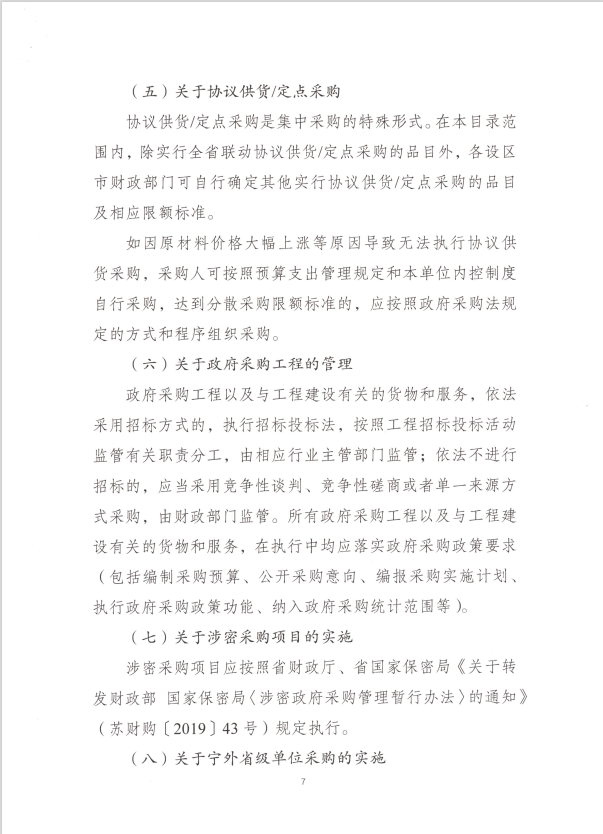 （五）关于协议供货/定点采购
协议供货/定点采购是集中采购的特殊形式。在本目录范
围内，除实行全省联动协议供货/定点采购的品目外，各设区
市财政部门可自行确定其他实行协议供货/定点采购的品目
及相应限额标准。
如因原材料价格大幅上涨等原因导致无法执行协议供
货采购，采购人可按照预算支出管理规定和本单位内控制度
自行采购，达到分散采购限额标准的，应按照政府采购法规
定的方式和程序组织采购。
（六）关于政府采购工程的管理
政府采购工程以及与工程建设有关的货物和服务，依法
采用招标方式的，执行招标投标法，按照工程招标投标活动
监管有关职责分工，由相应行业主管部门监管；依法不进行
招标的，应当采用竞争性谈判、竞争性磋商或者单一来源方
式采购，由财政部门监管。所有政府采购工程以及与工程建
设有关的货物和服务，在执行中均应落实政府采购政策要求
（包括编制采购预算、公开采购意向、编报采购实施计划、
执行政府采购政策功能、纳入政府采购统计范围等）。
（七）关于涉密采购项目的实施
涉密采购项目应按照省财政厅、省国家保密局《关于转
发财政部 国家保密局〈涉密政府采购管理暂行办法〉的通知》
（苏财购〔2019〕43 号）规定执行。
（八）关于宁外省级单位采购的实施
7